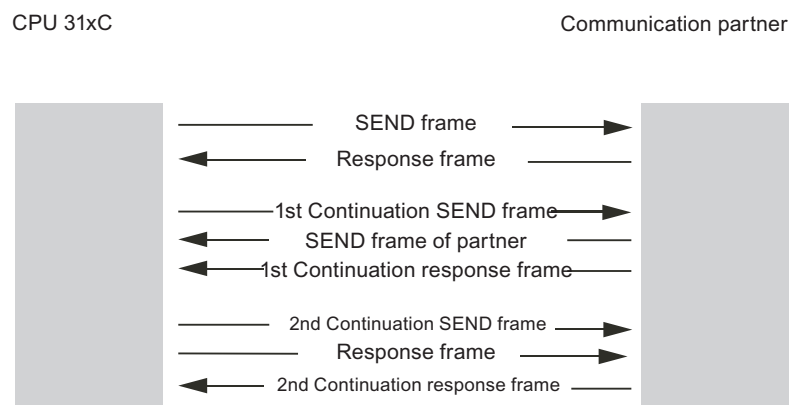 CPU 31xC
Communication partner
SEND frame
Response frame
1st Continuation SEND frame
SEND frame of partner
1st Continuation response frame
2nd Continuation SEND frame
Response frame
2nd Continuation response frame